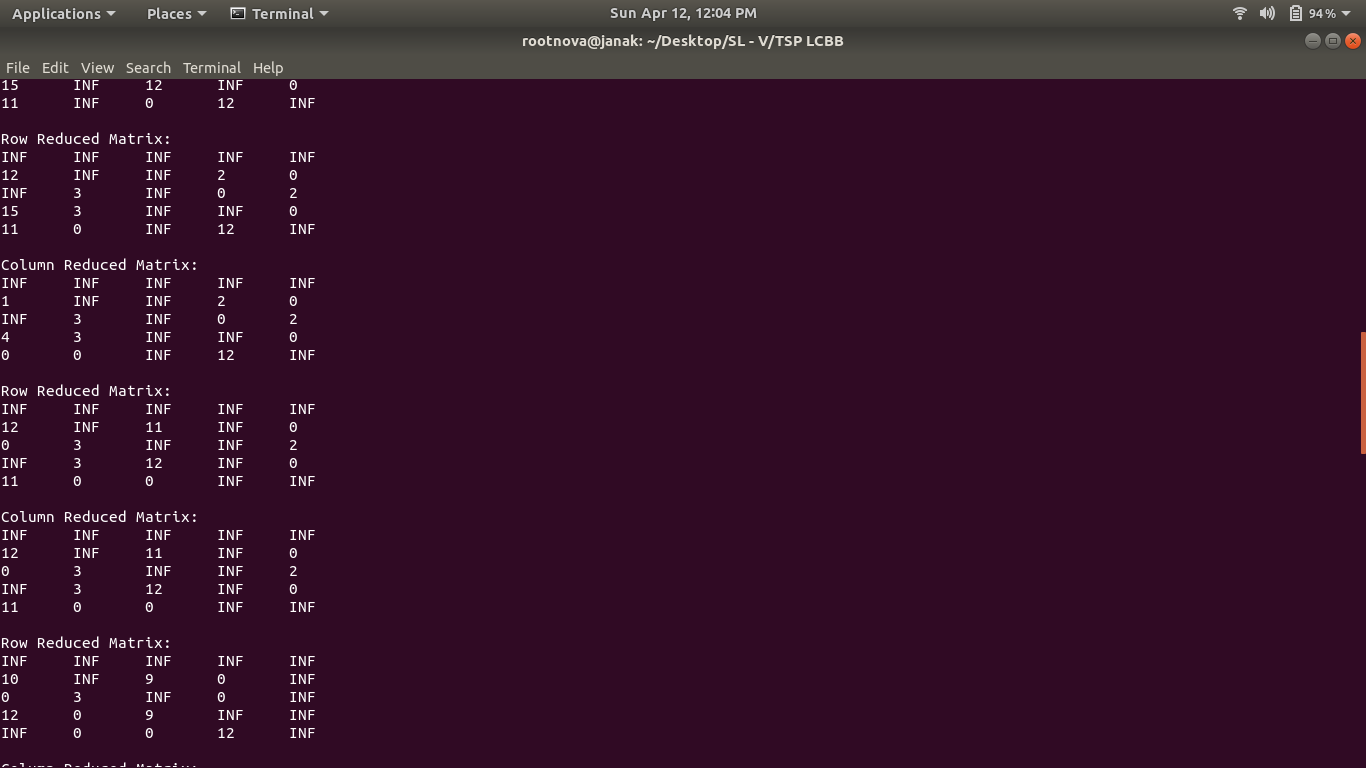 Applications Places Terminal Sun Apr 12, 12:04 PM 94%
rootnova@janak: ~/Desktop/SL - V/TSP LCBB
File Edit View Search Terminal Help
15 INF 12 INF 0
11 INF 0 12 INF
Row Reduced Matrix:
INF INF INF INF INF
12 INF INF 2 0
INF 3 INF 0 2
15 3 INF INF 0
11 0 INF 12 INF
Column Reduced Matrix:
INF INF INF INF INF
1 INF INF 2 0
INF 3 INF 0 2
4 3 INF INF 0
0 0 INF 12 INF
Row Reduced Matrix:
INF INF INF INF INF
12 INF 11 INF 0
0 3 INF INF 2
INF 3 12 INF 0
11 0 0 INF INF
Column Reduced Matrix:
INF INF INF INF INF
12 INF 11 INF 0
0 3 INF INF 2
INF 3 12 INF 0
11 0 0 INF INF
Row Reduced Matrix:
INF INF INF INF INF
10 INF 9 0 INF
0 3 INF 0 INF
12 0 9 INF INF
INF 0 0 12 INF
Column Reduced Matrix: